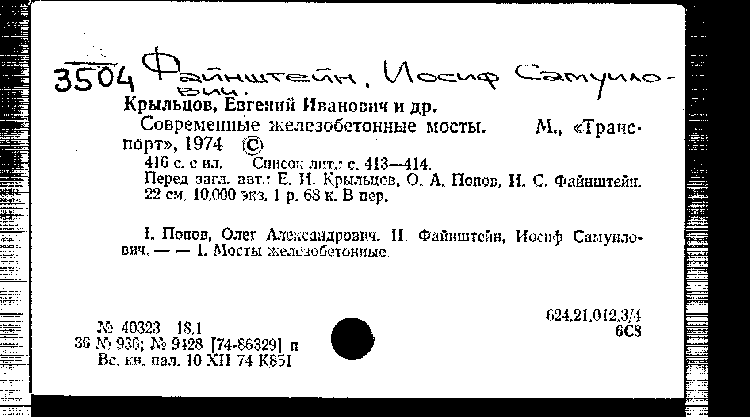 3504 Файнштейн, Иосиф Самуило-
вич.
Крыльцов, Евгений Иванович и др.
Современные железобетонные мосты. М., «Транс-
порт», 1974 ©
416 с. с ил. Список лит.: с. 413—414.
Перед загл. авт.: Е. И. Крыльцов, О. А. Попов, И. С. Файнштейн.
22 см. 10.000 экз. 1 р. 68 к. В пер.
I. Попов, Олег Александрович. II. Файнштейн, Иосиф Самуило-
вич. — — 1. Мосты железобетонные.
624.21.012.3/4
6С8
№ 40323 18.1
36 № 936; № 9428 [74-86329] п
Вс. кн. пал. 10 XII 74 К851